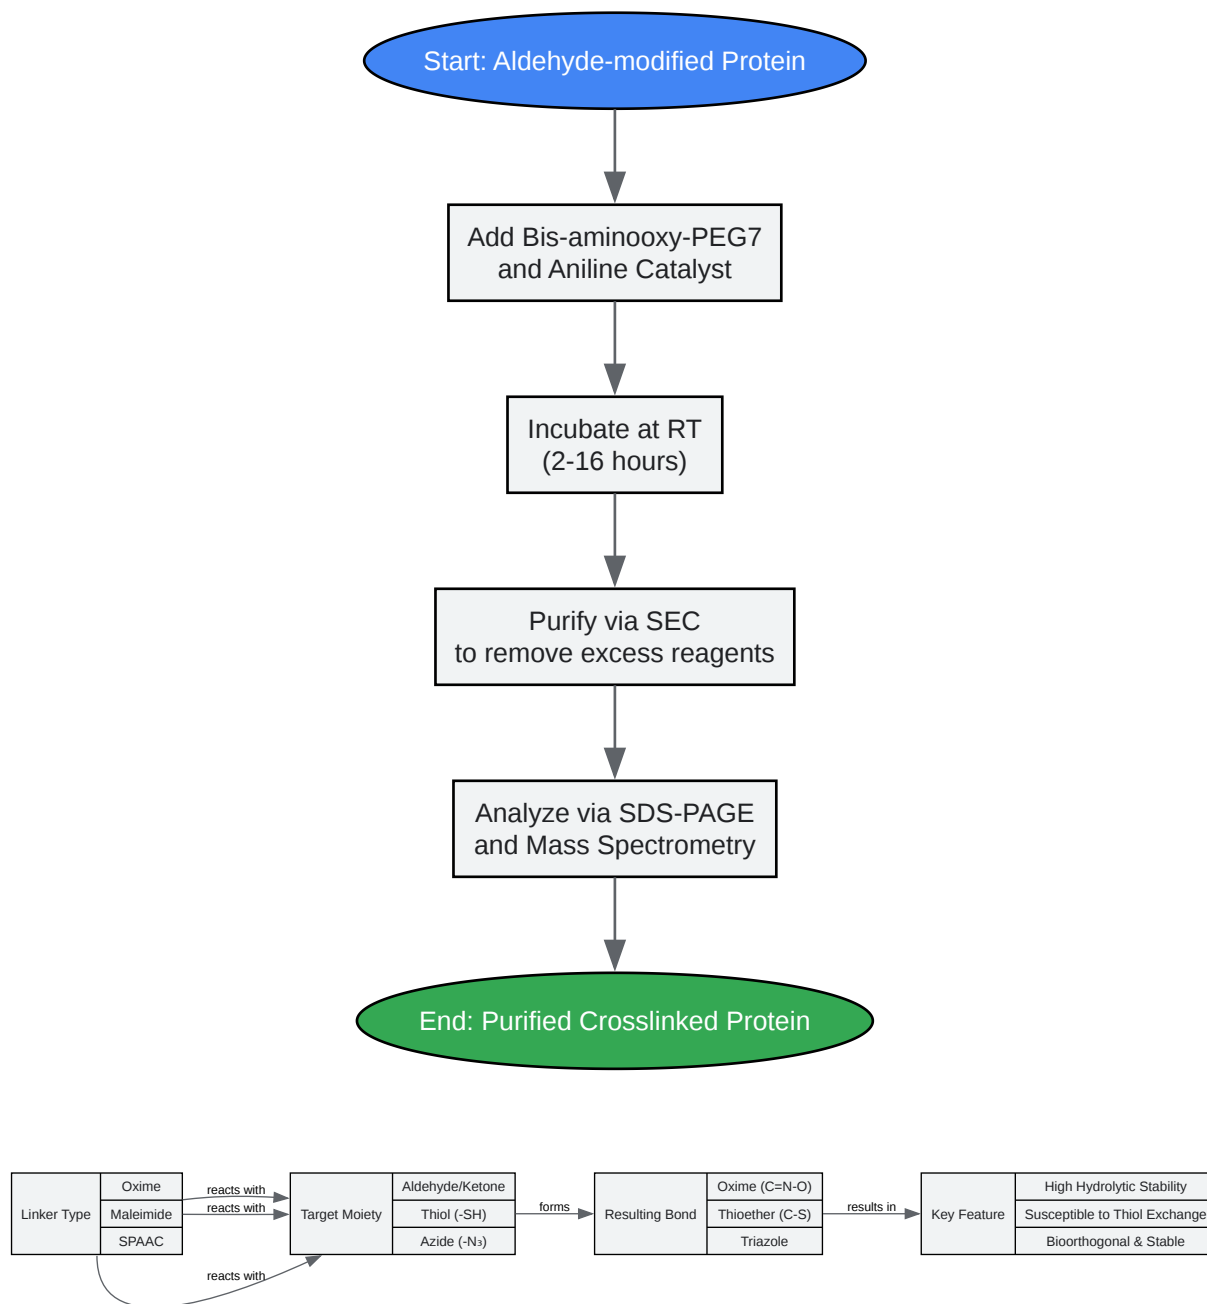 Start: Aldehyde-modified Protein
Add Bis-aminooxy-PEG7
and Aniline Catalyst
Incubate at RT
(2-16 hours)
Purify via SEC
to remove excess reagents
Analyze via SDS-PAGE
and Mass Spectrometry
End: Purified Crosslinked Protein
Linker Type
Oxime
Maleimide
SPAAC
reacts with
reacts with
reacts with
Target Moiety
Aldehyde/Ketone
Thiol (-SH)
Azide (-N₃)
forms
Resulting Bond
Oxime (C=N-O)
Thioether (C-S)
Triazole
results in
Key Feature
High Hydrolytic Stability
Susceptible to Thiol Exchange
Bioorthogonal & Stable